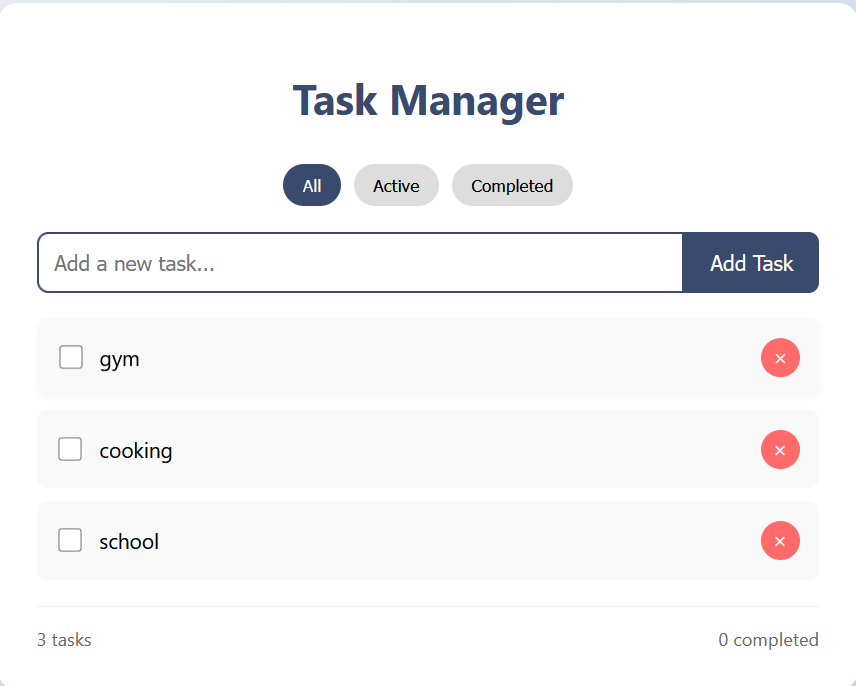 Task Manager
All Active Completed
Add a new task... Add Task
gym ×
cooking ×
school ×
3 tasks 0 completed